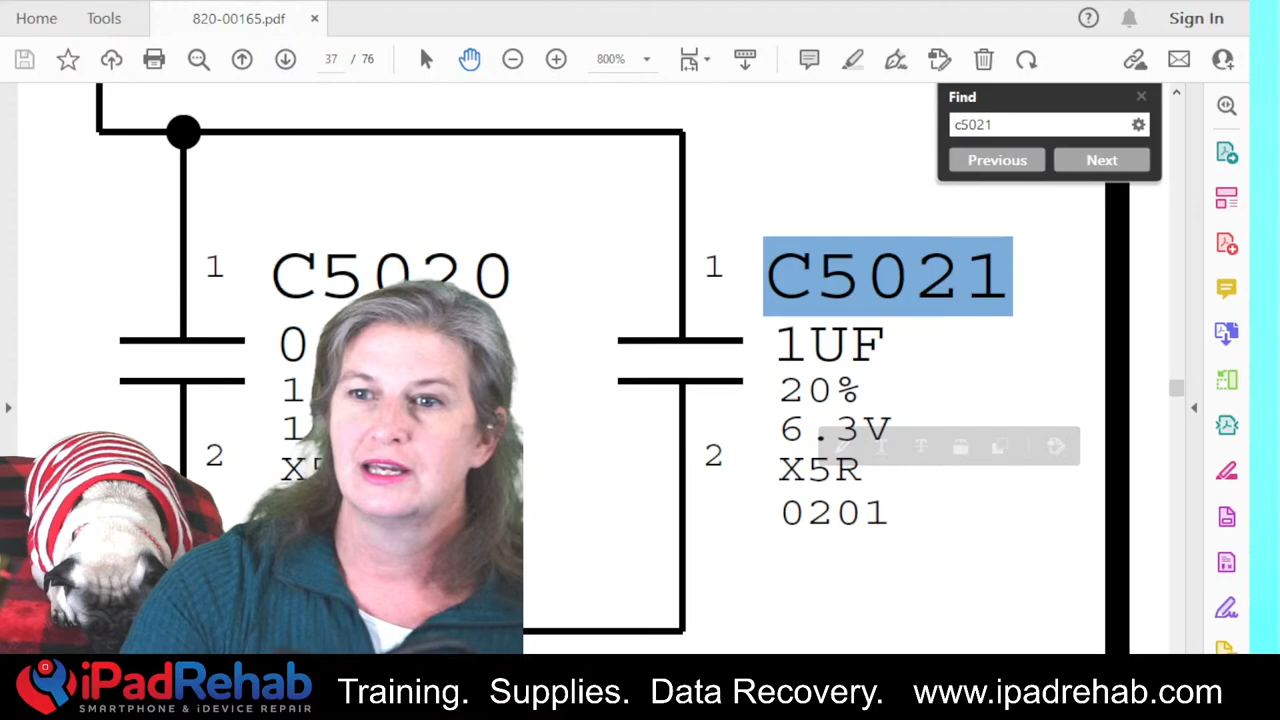 Home Tools 820-00165.pdf × Sign In
37 / 76 800%
Find
c5021
Previous Next
1 C5020 1 C5021
0 1UF
1 20%
1 6.3V
2 2
X5 X5R
0201
iPadRehab Training. Supplies. Data Recovery. www.ipadrehab.com
SMARTPHONE & iDEVICE REPAIR